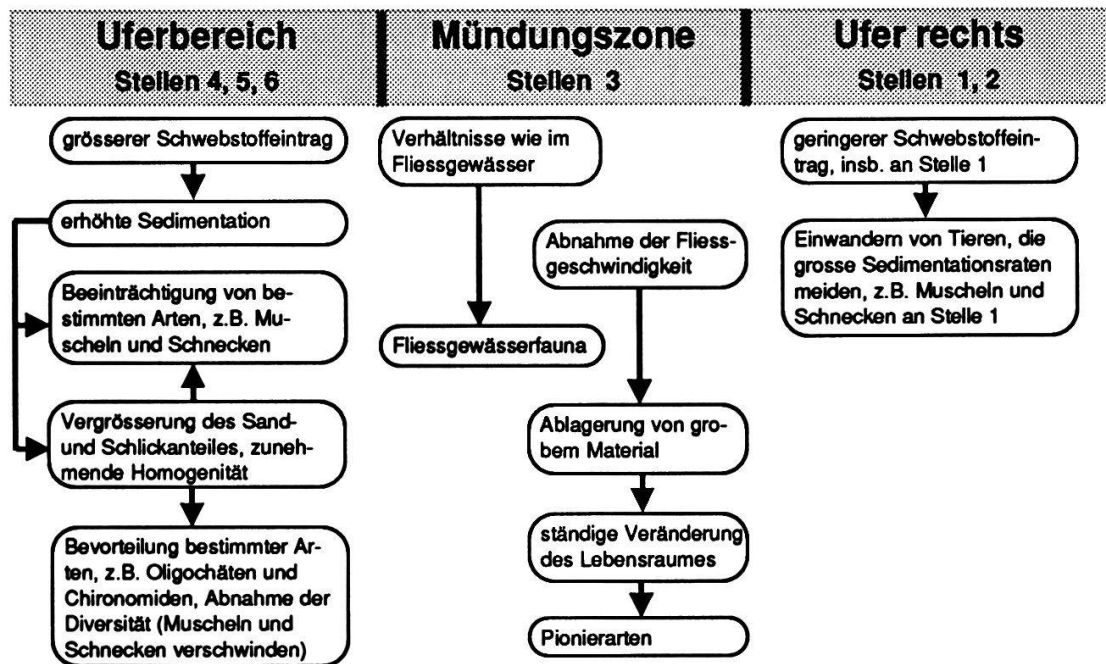 Uferbereich
Stellen 4, 5, 6
grösserer Schwebstoffeintrag
erhöhte Sedimentation
Beeinträchtigung von be-
stimmten Arten, z.B. Mu-
scheln und Schnecken
Vergrösserung des Sand-
und Schlickanteiles, zuneh-
mende Homogenität
Bevorteilung bestimmter Ar-
ten, z.B. Oligochäten und
Chironomiden, Abnahme der
Diversität (Muscheln und
Schnecken verschwinden)
Mündungszone
Stellen 3
Verhältnisse wie im
Fliessgewässer
Fliessgewässerfauna
Abnahme der Fliess-
geschwindigkeit
Ablagerung von gro-
bem Material
ständige Veränderung
des Lebensraumes
Pionierarten
Ufer rechts
Stellen 1, 2
geringerer Schwebstoffein-
trag, insb. an Stelle 1
Einwandern von Tieren, die
grosse Sedimentationsraten
meiden, z.B. Muscheln und
Schnecken an Stelle 1